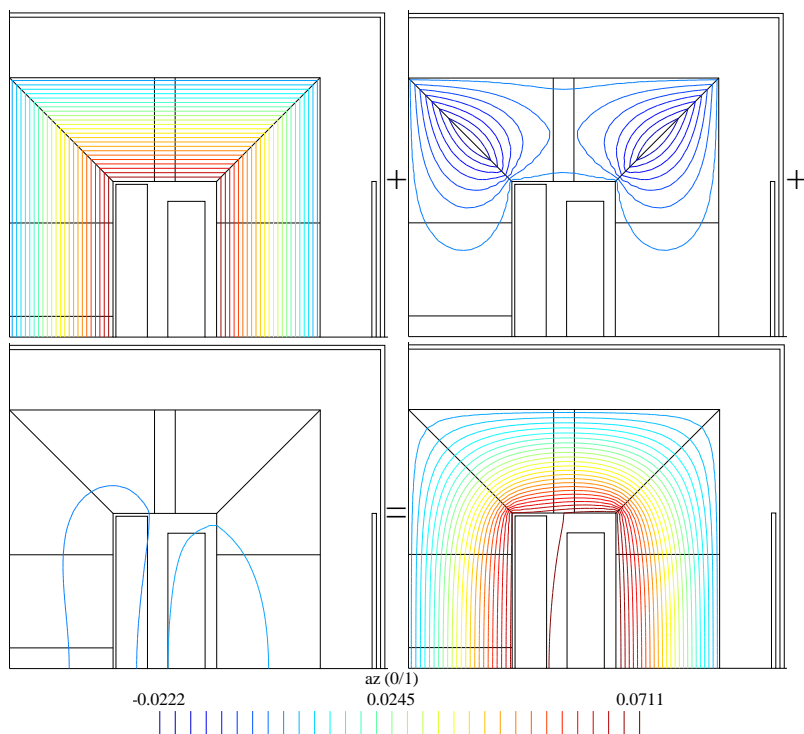 +
+
=
az (0/1)
-0.0222 0.0245 0.0711